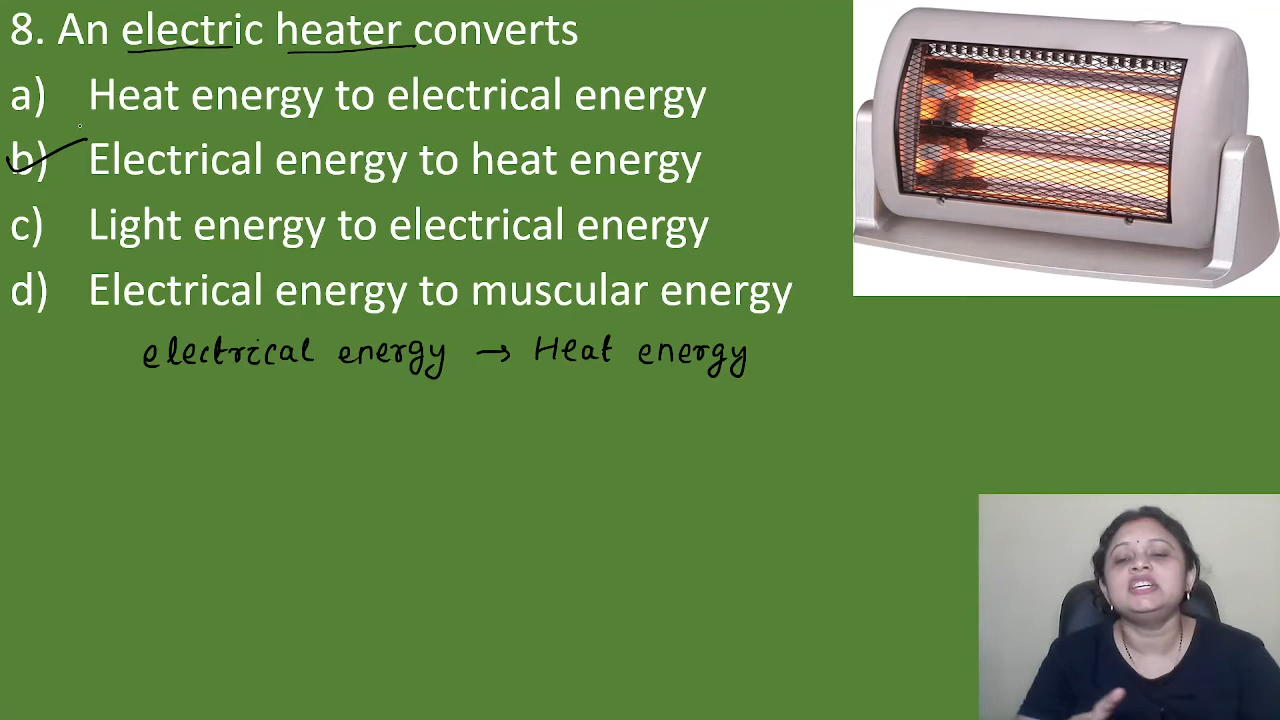 8. An electric heater converts
a) Heat energy to electrical energy
b) Electrical energy to heat energy
c) Light energy to electrical energy
d) Electrical energy to muscular energy
electrical energy → Heat energy